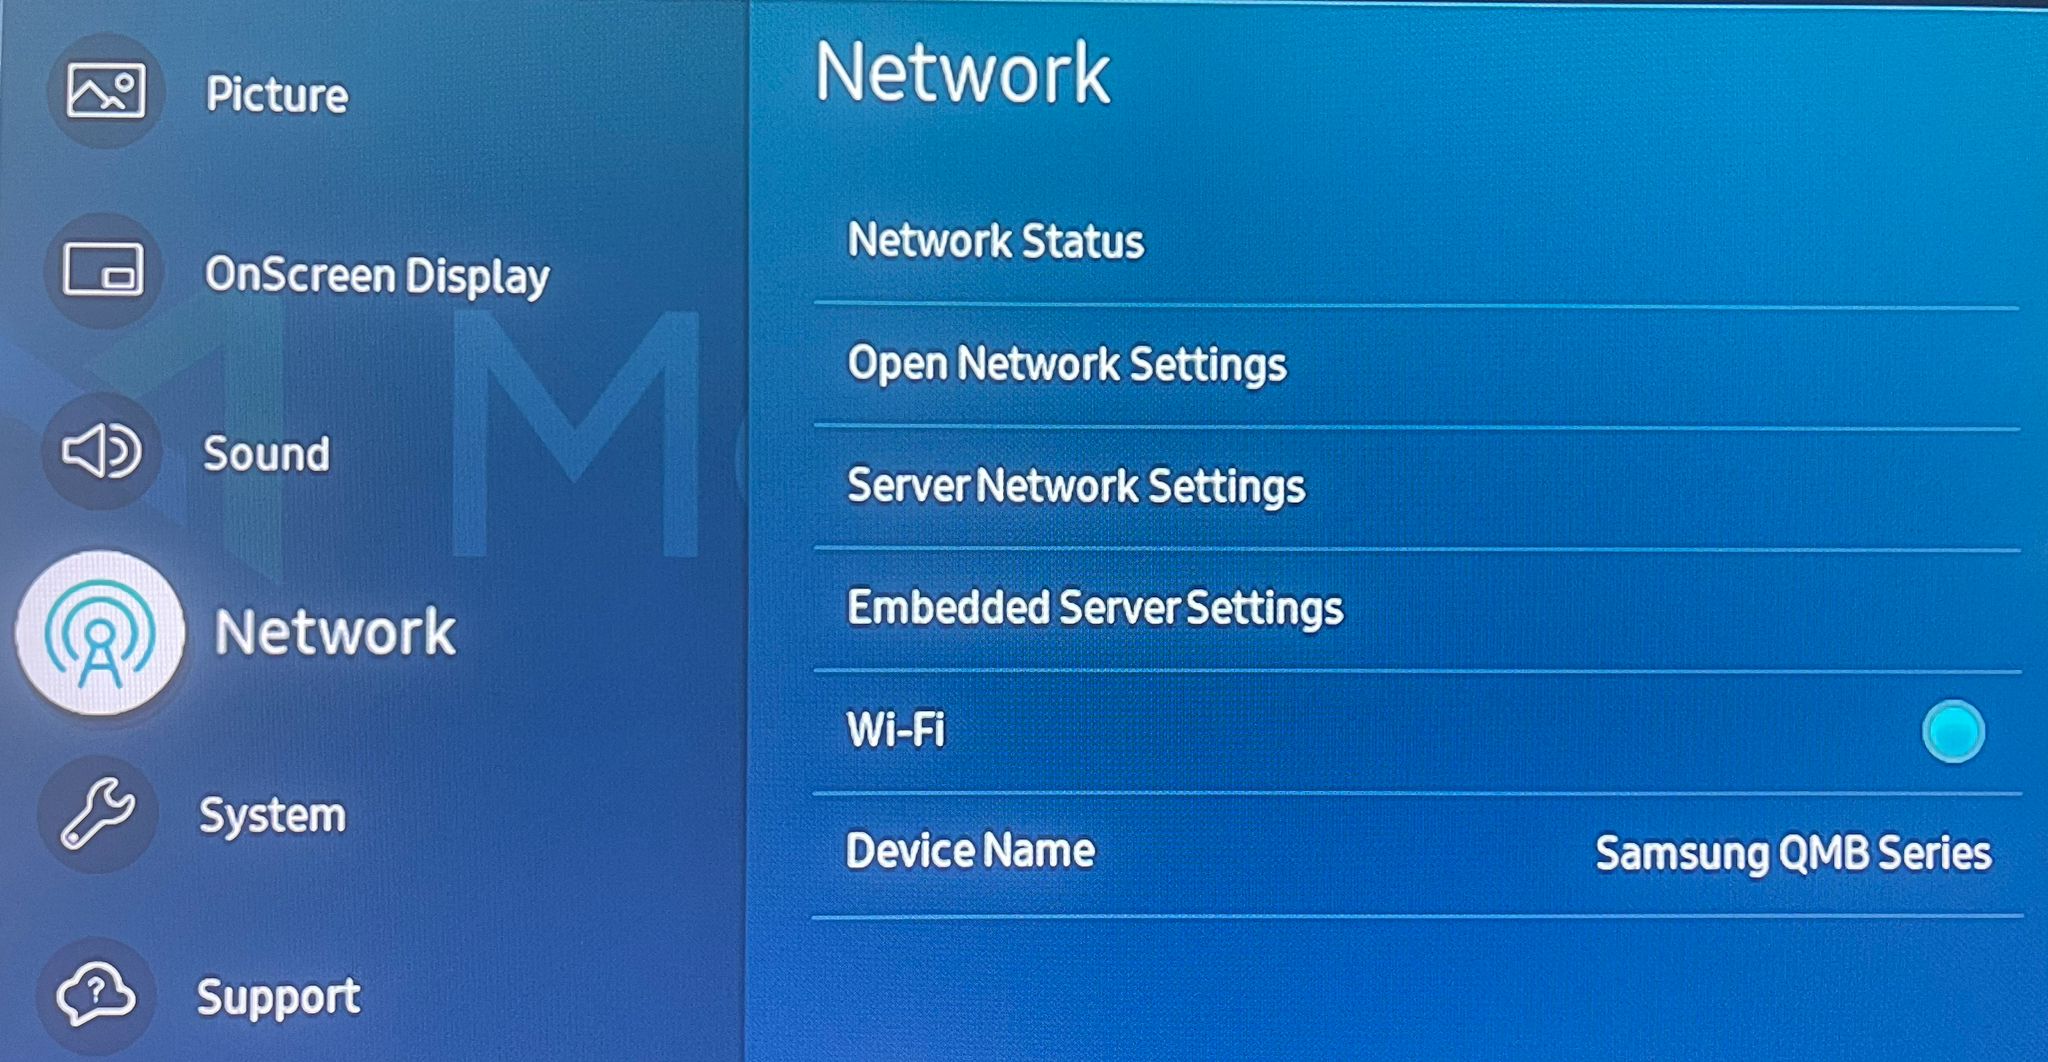 Picture
OnScreen Display
Sound
Network
System
Support
Network
Network Status
Open Network Settings
Server Network Settings
Embedded Server Settings
Wi-Fi
Device Name
Samsung QMB Series